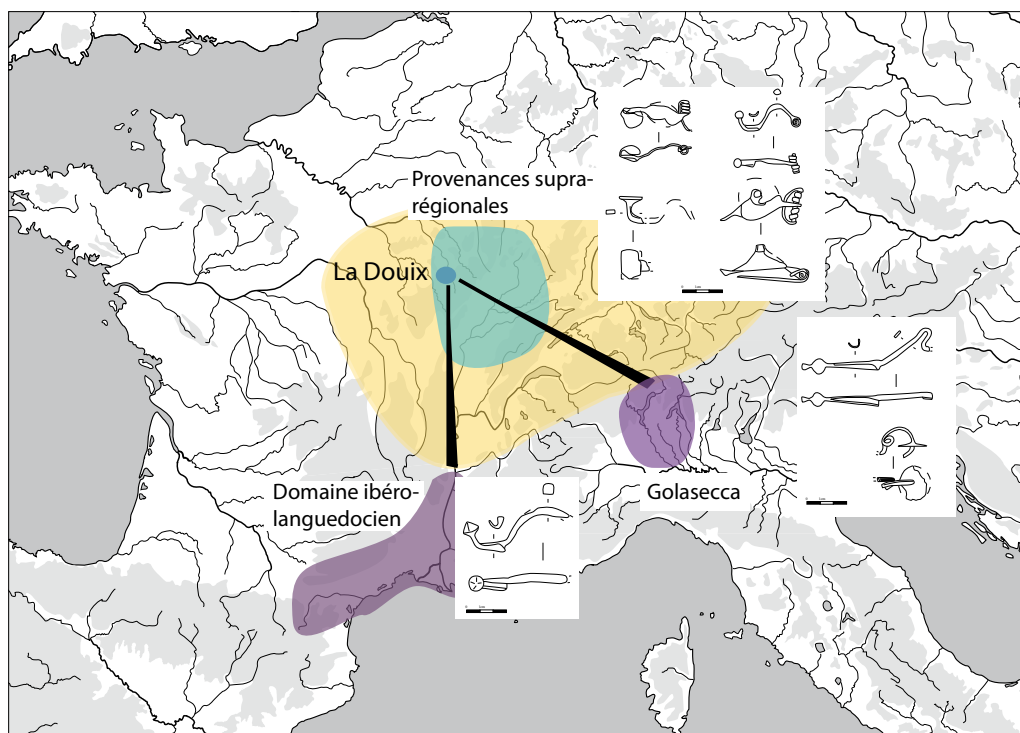 Provenances supra-
régionales
La Douix
Domaine ibéro-
languedocien
Golasecca